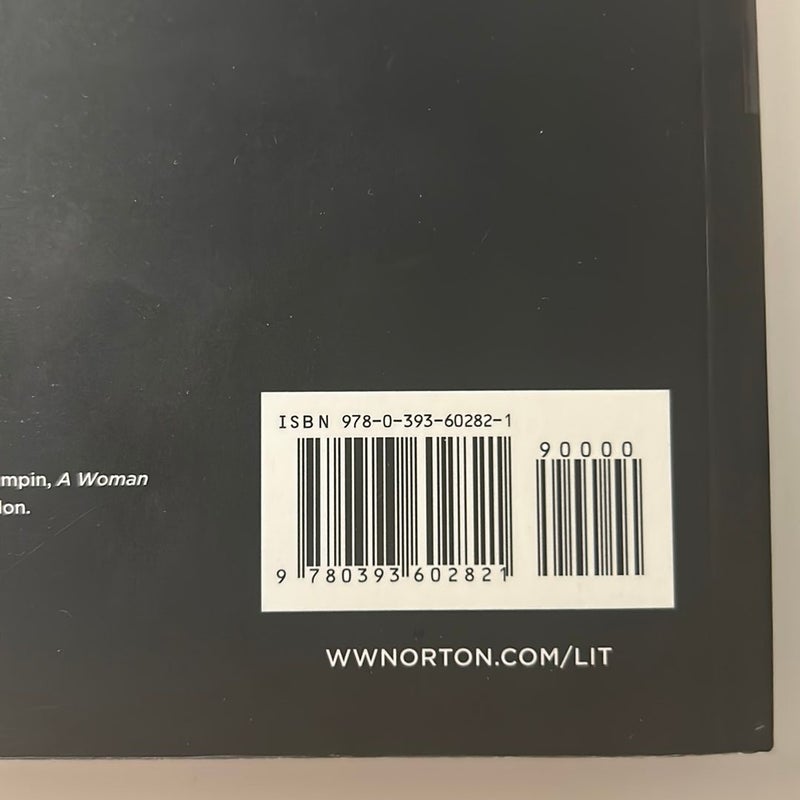 ISBN 978-0-393-60282-1
90000
9 780393 602821
mpin, A Woman
lon.
WWNORTON.COM/LIT